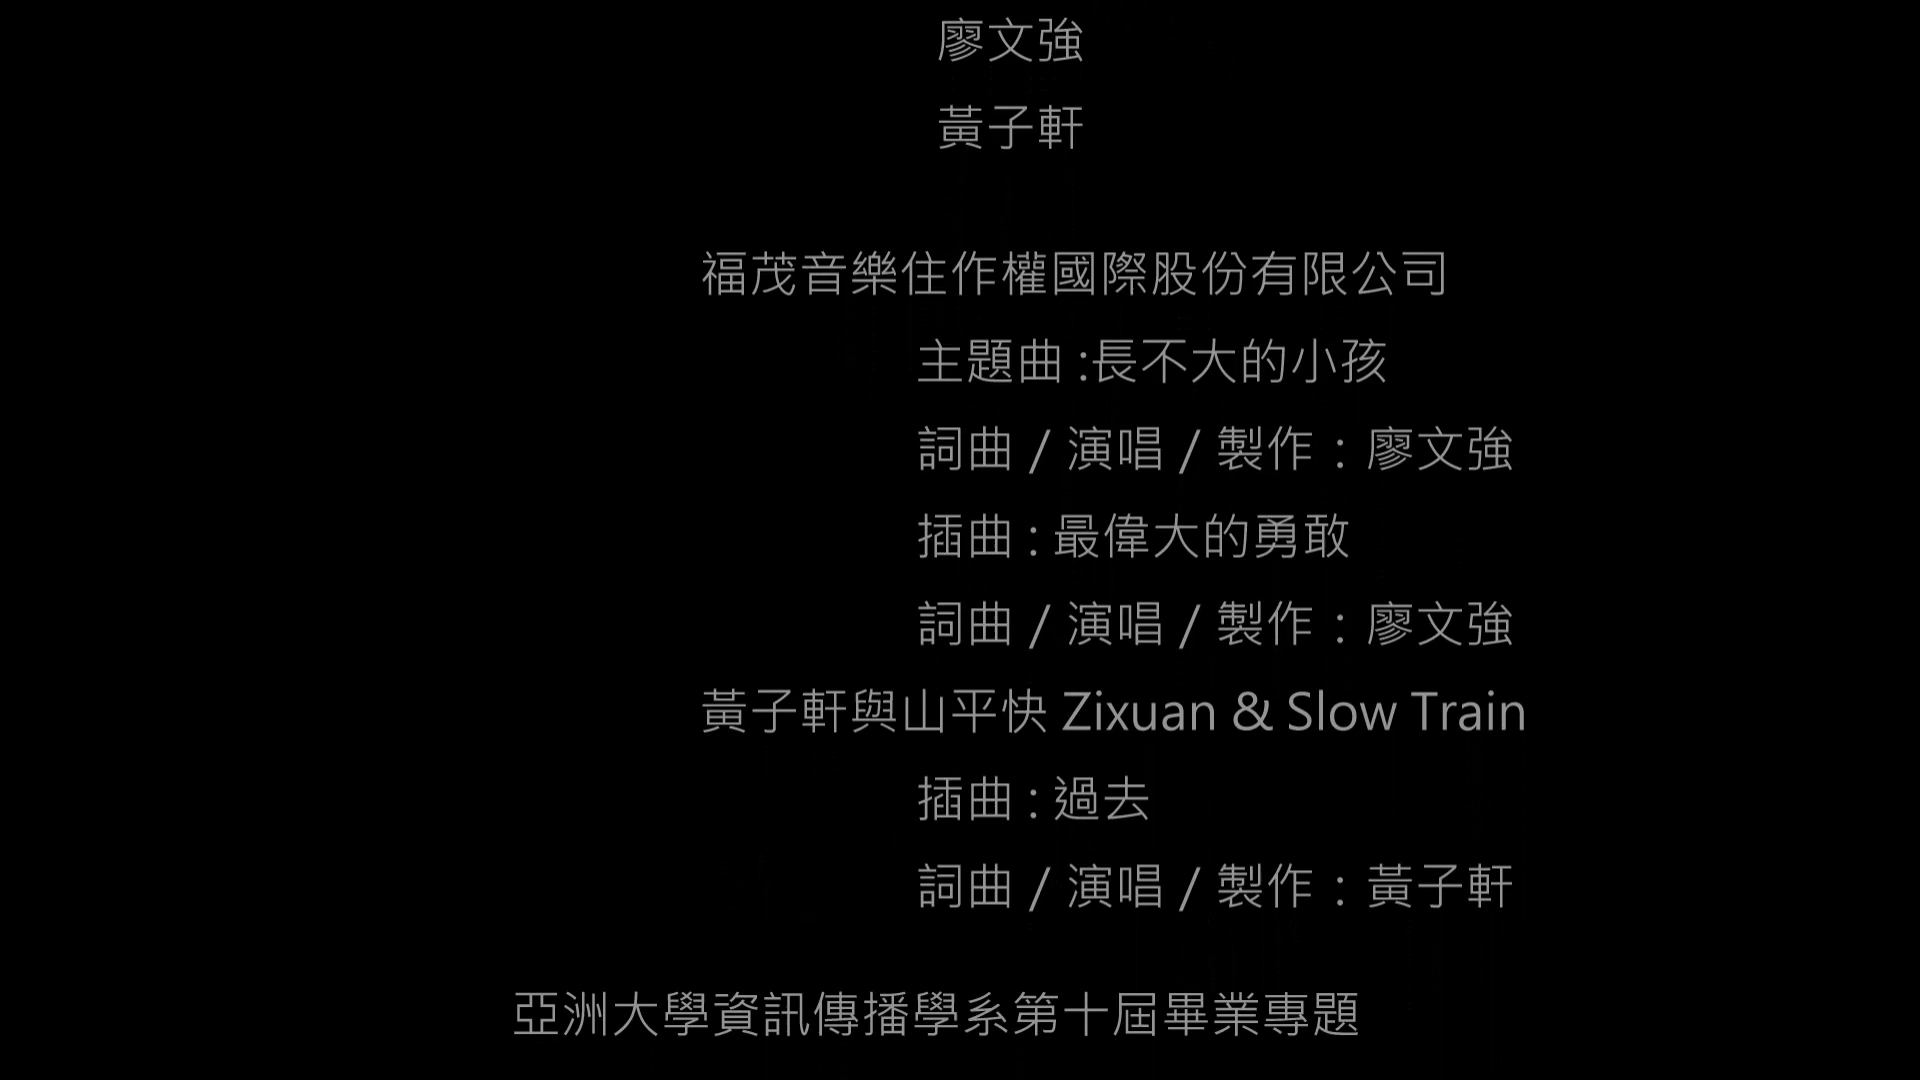 廖文強
黃子軒
福茂音樂住作權國際股份有限公司
主題曲 :長不大的小孩
詞曲 / 演唱 / 製作：廖文強
插曲 : 最偉大的勇敢
詞曲 / 演唱 / 製作：廖文強
黃子軒與山平快 Zixuan & Slow Train
插曲 : 過去
詞曲 / 演唱 / 製作：黃子軒
亞洲大學資訊傳播學系第十屆畢業專題